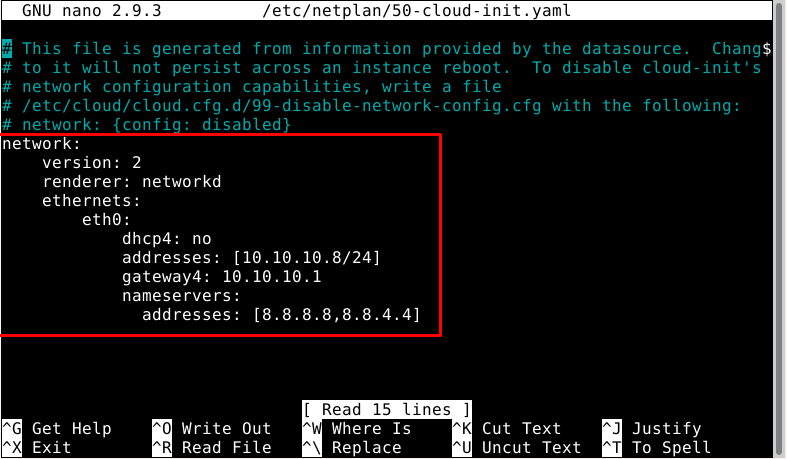 GNU nano 2.9.3 /etc/netplan/50-cloud-init.yaml
# This file is generated from information provided by the datasource.  Chang$
# to it will not persist across an instance reboot.  To disable cloud-init's
# network configuration capabilities, write a file
# /etc/cloud/cloud.cfg.d/99-disable-network-config.cfg with the following:
# network: {config: disabled}
network:
    version: 2
    renderer: networkd
    ethernets:
        eth0:
            dhcp4: no
            addresses: [10.10.10.8/24]
            gateway4: 10.10.10.1
            nameservers:
              addresses: [8.8.8.8,8.8.4.4]
[ Read 15 lines ]
^G Get Help ^O Write Out ^W Where Is ^K Cut Text ^J Justify
^X Exit ^R Read File ^\ Replace ^U Uncut Text ^T To Spell